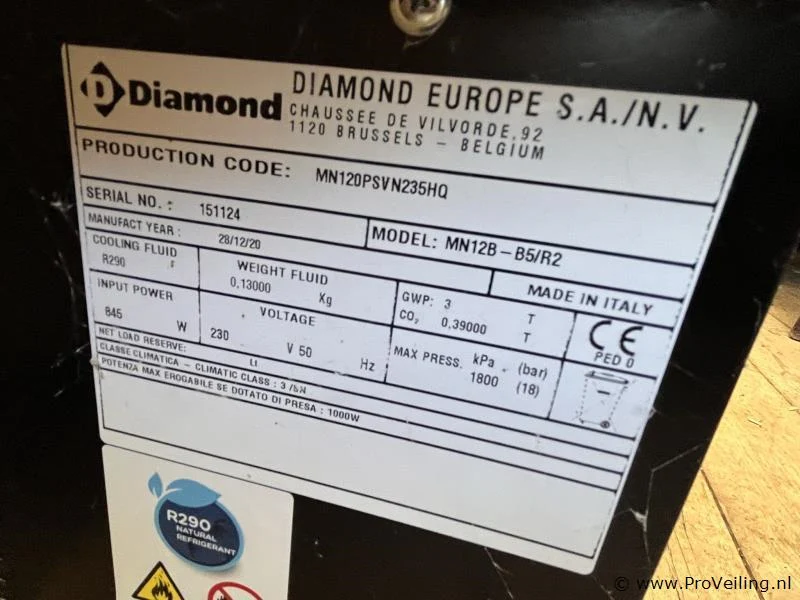 Diamond
DIAMOND EUROPE S.A./N.V.
CHAUSSEE DE VILVORDE,92
1120 BRUSSELS - BELGIUM
PRODUCTION CODE: MN120PSVN235HQ
SERIAL NO. : 151124
MODEL: MN12B-B5/R2
MANUFACT YEAR : 28/12/20
MADE IN ITALY
COOLING FLUID
R290
WEIGHT FLUID
0,13000 Kg
GWP: 3 T
CO₂ 0,39000 T
CE
PED 0
INPUT POWER
845 W
VOLTAGE
230 V 50 Hz
MAX PRESS. kPa (bar)
1800 (18)
NET LOAD RESERVE: Lt
CLASSE CLIMATICA - CLIMATIC CLASS : 3 /SN
POTENZA MAX EROGABILE SE DOTATO DI PRESA : 1000W
R290
NATURAL
REFRIGERANT
© www.ProVeiling.nl